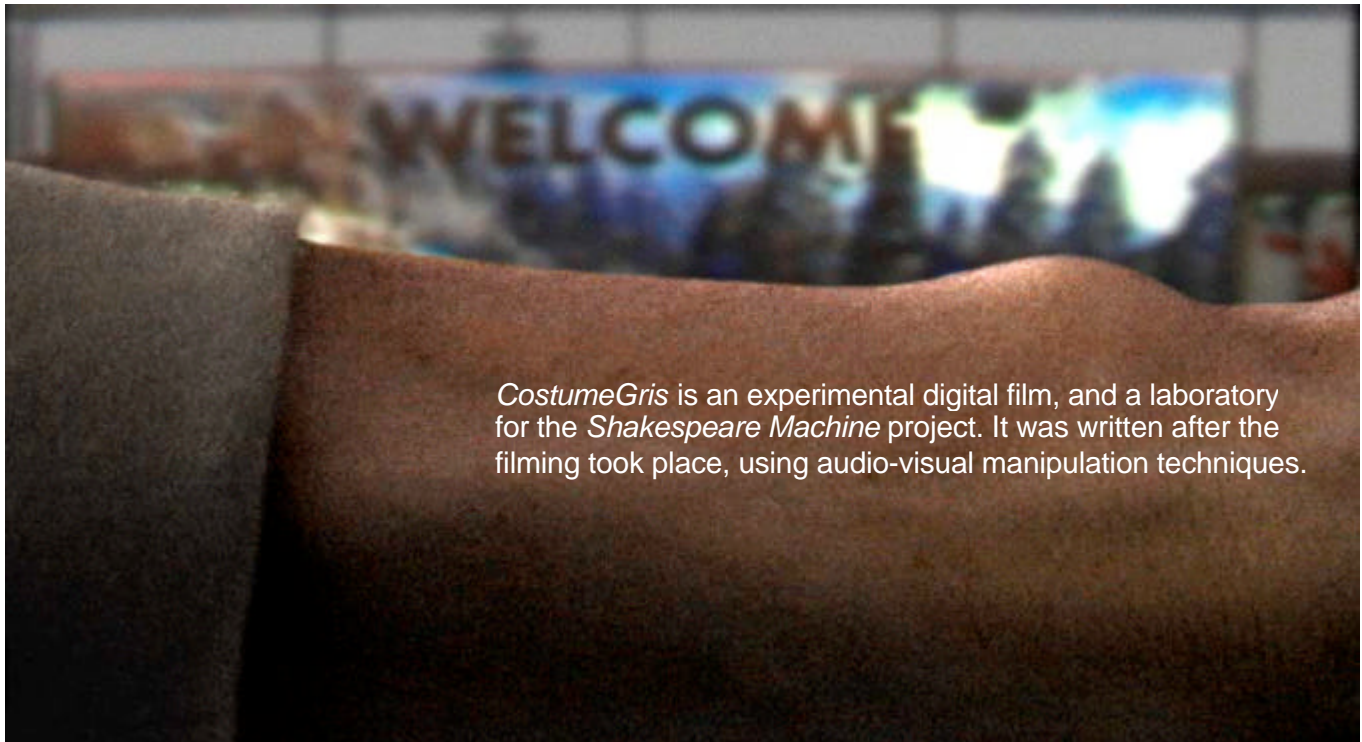 WELCOME
CostumeGris is an experimental digital film, and a laboratory
for the Shakespeare Machine project. It was written after the
filming took place, using audio-visual manipulation techniques.